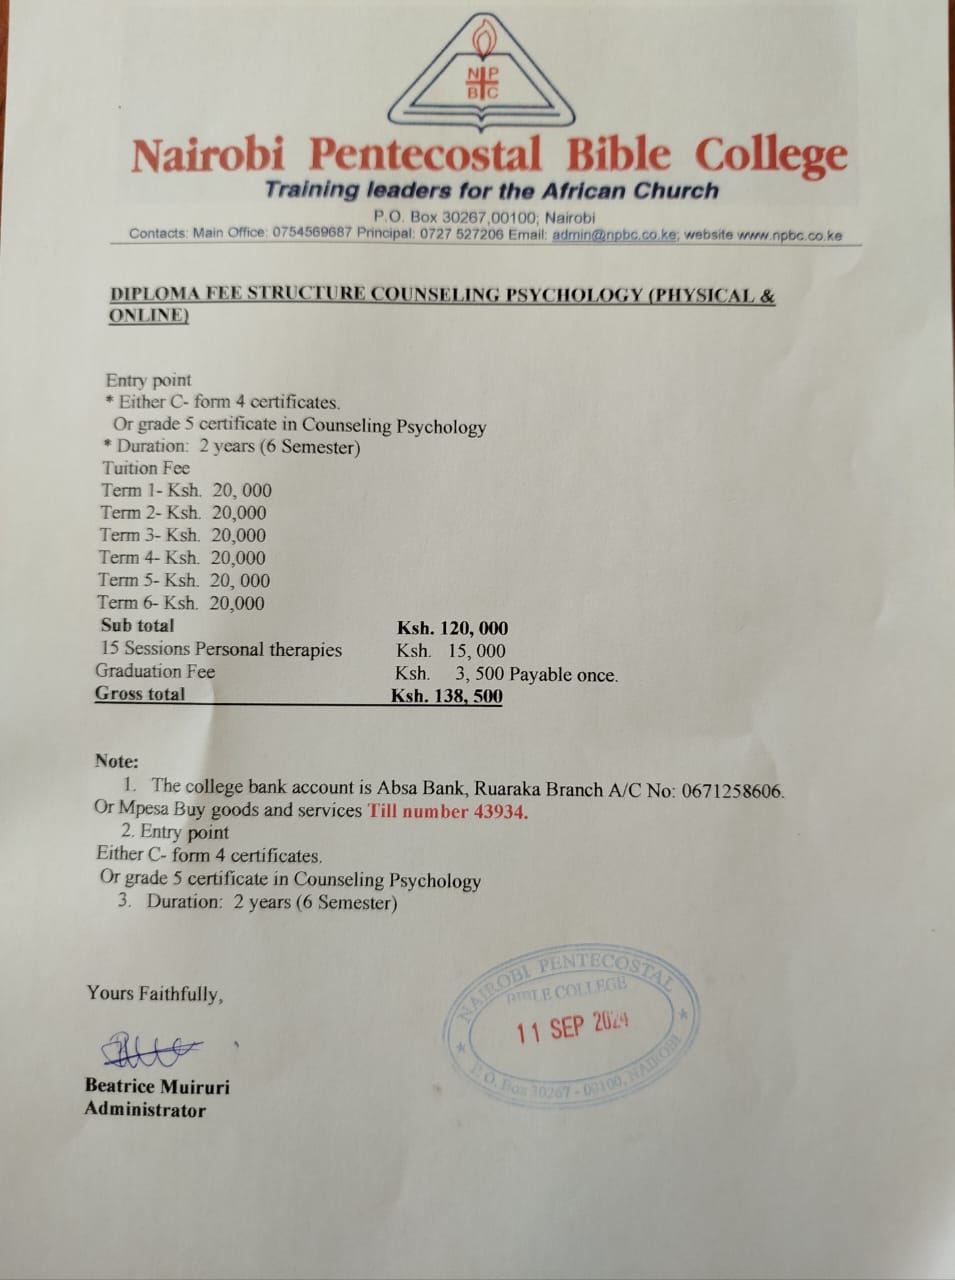 N P
B C
Nairobi Pentecostal Bible College
Training leaders for the African Church
P.O. Box 30267,00100; Nairobi
Contacts: Main Office: 0754569687 Principal: 0727 527206 Email: admin@npbc.co.ke; website www.npbc.co.ke
DIPLOMA FEE STRUCTURE COUNSELING PSYCHOLOGY (PHYSICAL &
ONLINE)
Entry point
* Either C- form 4 certificates.
Or grade 5 certificate in Counseling Psychology
* Duration: 2 years (6 Semester)
Tuition Fee
Term 1- Ksh. 20, 000
Term 2- Ksh. 20,000
Term 3- Ksh. 20,000
Term 4- Ksh. 20,000
Term 5- Ksh. 20, 000
Term 6- Ksh. 20,000
Sub total Ksh. 120, 000
15 Sessions Personal therapies Ksh. 15, 000
Graduation Fee Ksh. 3, 500 Payable once.
Gross total Ksh. 138, 500
Note:
1. The college bank account is Absa Bank, Ruaraka Branch A/C No: 0671258606.
Or Mpesa Buy goods and services Till number 43934.
2. Entry point
Either C- form 4 certificates.
Or grade 5 certificate in Counseling Psychology
3. Duration: 2 years (6 Semester)
Yours Faithfully,
Beatrice Muiruri
Administrator
NAIROBI PENTECOSTAL
BIBLE COLLEGE
11 SEP 2024
P. O. Box 30267 - 00100, NAIROBI